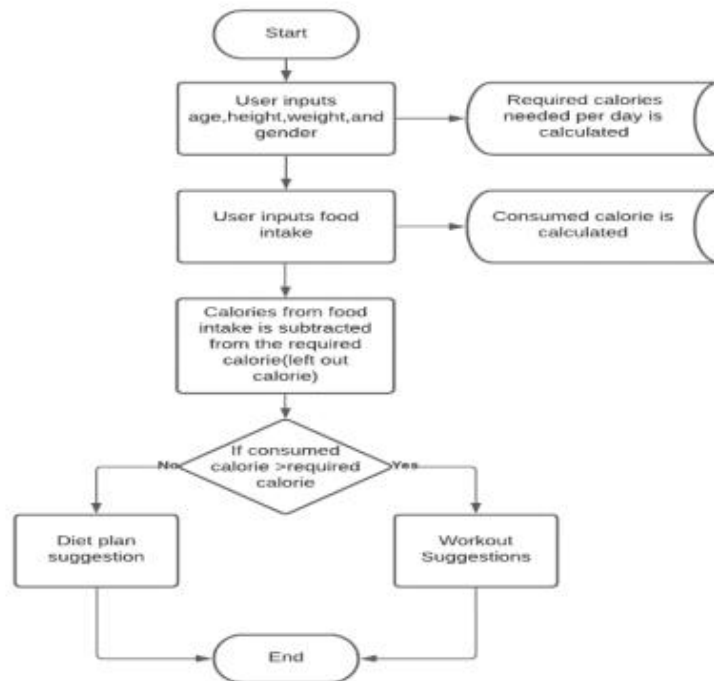 Start
User inputs
age,height,weight,and
gender
Required calories
needed per day is
calculated
User inputs food
intake
Consumed calorie is
calculated
Calories from food
intake is subtracted
from the required
calorie(left out
calorie)
If consumed
calorie >required
calorie
No
Yes
Diet plan
suggestion
Workout
Suggestions
End